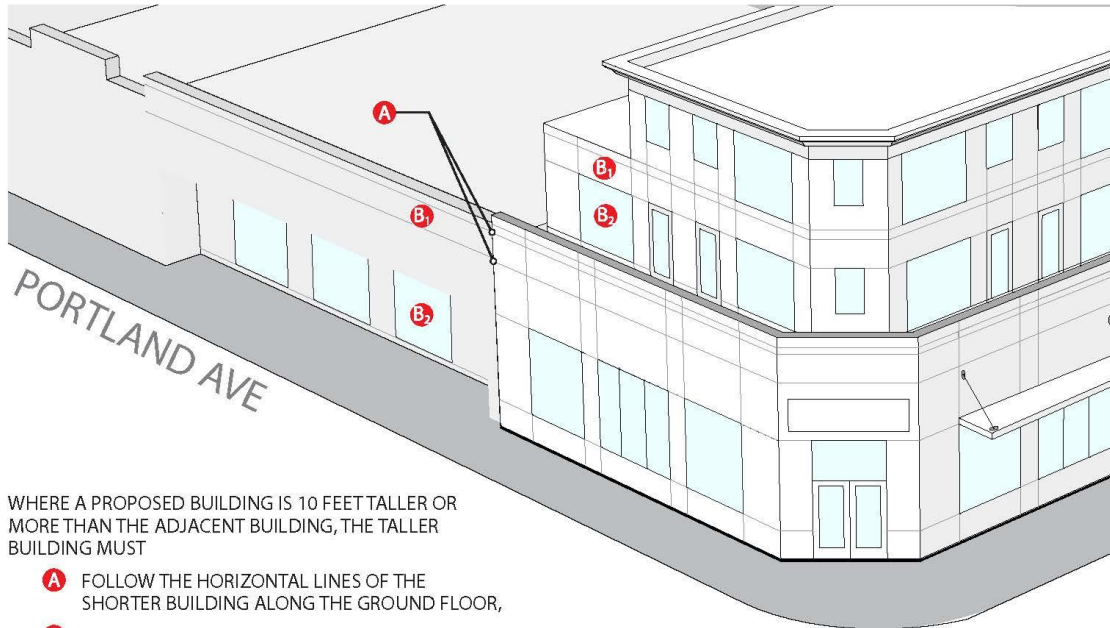 A
B₁
B₂
B₁
B₂
PORTLAND AVE
WHERE A PROPOSED BUILDING IS 10 FEET TALLER OR
MORE THAN THE ADJACENT BUILDING, THE TALLER
BUILDING MUST
A FOLLOW THE HORIZONTAL LINES OF THE
SHORTER BUILDING ALONG THE GROUND FLOOR,